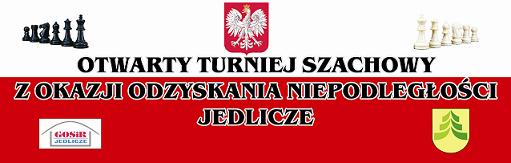 OTWARTY TURNIEJ SZACHOWY
Z OKAZJI ODZYSKANIA NIEPODLEGŁOŚCI
JEDLICZE
GOSiR
JEDLICZE